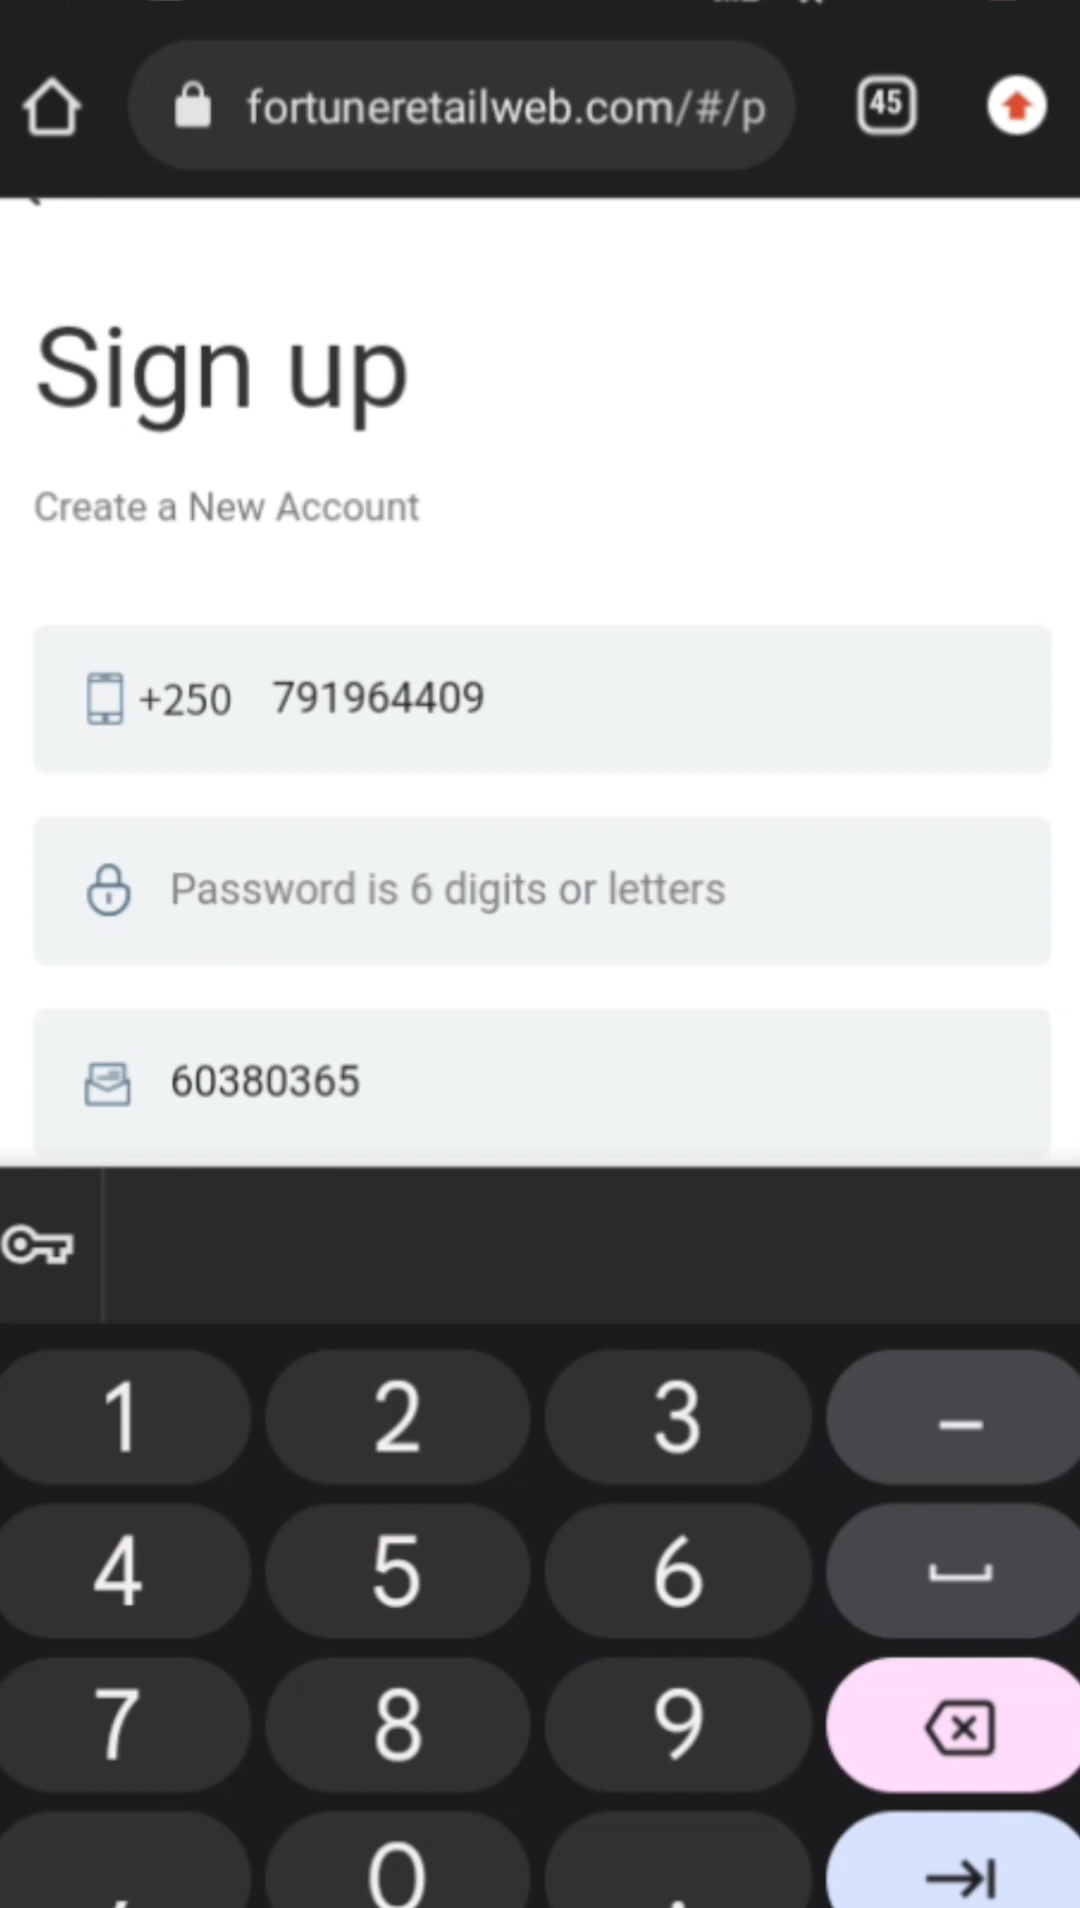 fortuneretailweb.com/#/p
45
Sign up
Create a New Account
+250 791964409
Password is 6 digits or letters
60380365
1 2 3 –
4 5 6
7 8 9
, 0 .